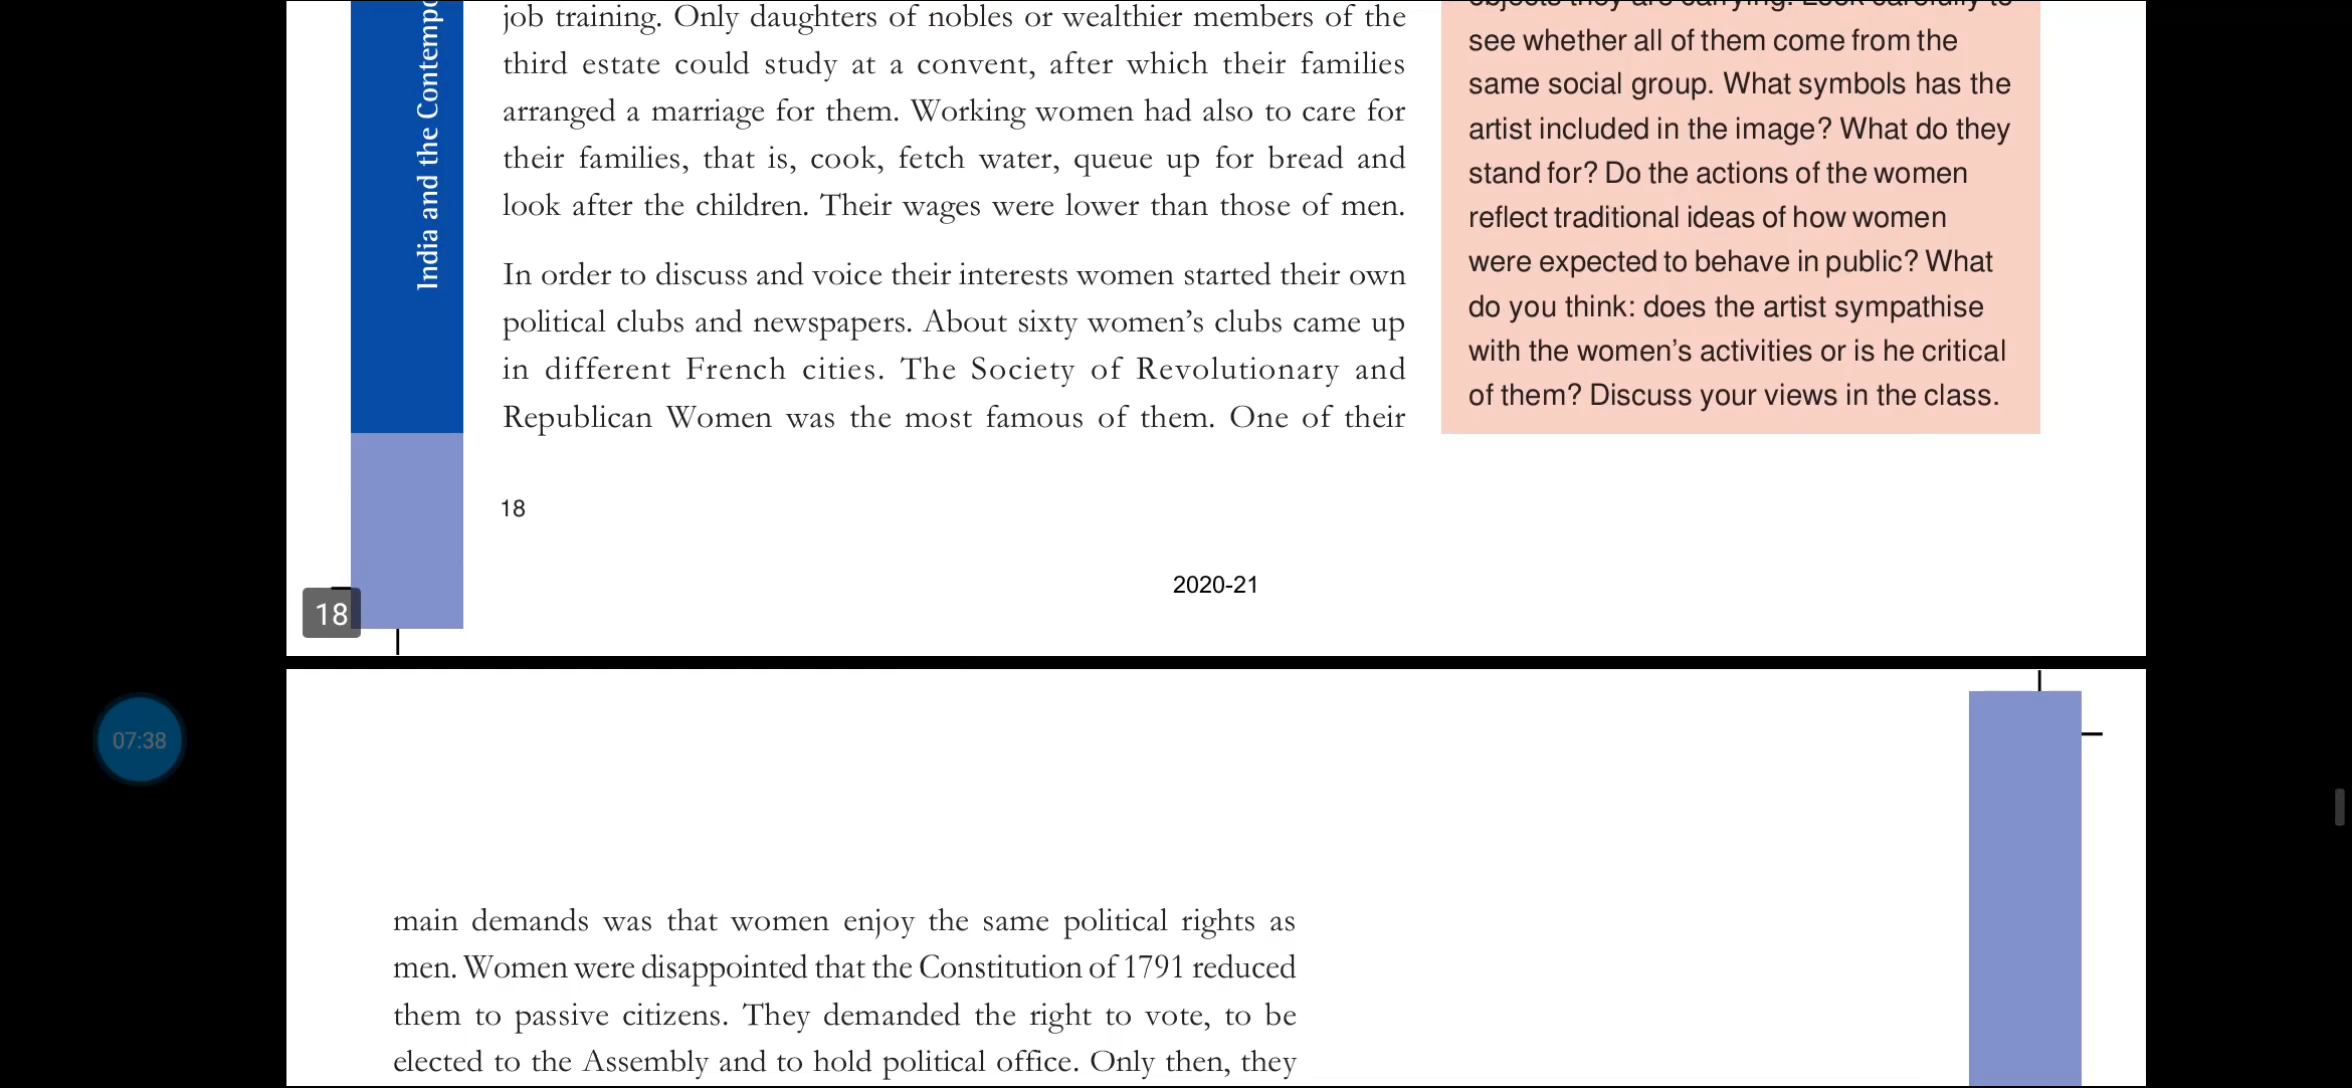 India and the Contempo
job training. Only daughters of nobles or wealthier members of the
third estate could study at a convent, after which their families
arranged a marriage for them. Working women had also to care for
their families, that is, cook, fetch water, queue up for bread and
look after the children. Their wages were lower than those of men.
In order to discuss and voice their interests women started their own
political clubs and newspapers. About sixty women’s clubs came up
in different French cities. The Society of Revolutionary and
Republican Women was the most famous of them. One of their
objects they are carrying. Look carefully to
see whether all of them come from the
same social group. What symbols has the
artist included in the image? What do they
stand for? Do the actions of the women
reflect traditional ideas of how women
were expected to behave in public? What
do you think: does the artist sympathise
with the women’s activities or is he critical
of them? Discuss your views in the class.
18
2020-21
18
07:38
main demands was that women enjoy the same political rights as
men. Women were disappointed that the Constitution of 1791 reduced
them to passive citizens. They demanded the right to vote, to be
elected to the Assembly and to hold political office. Only then, they